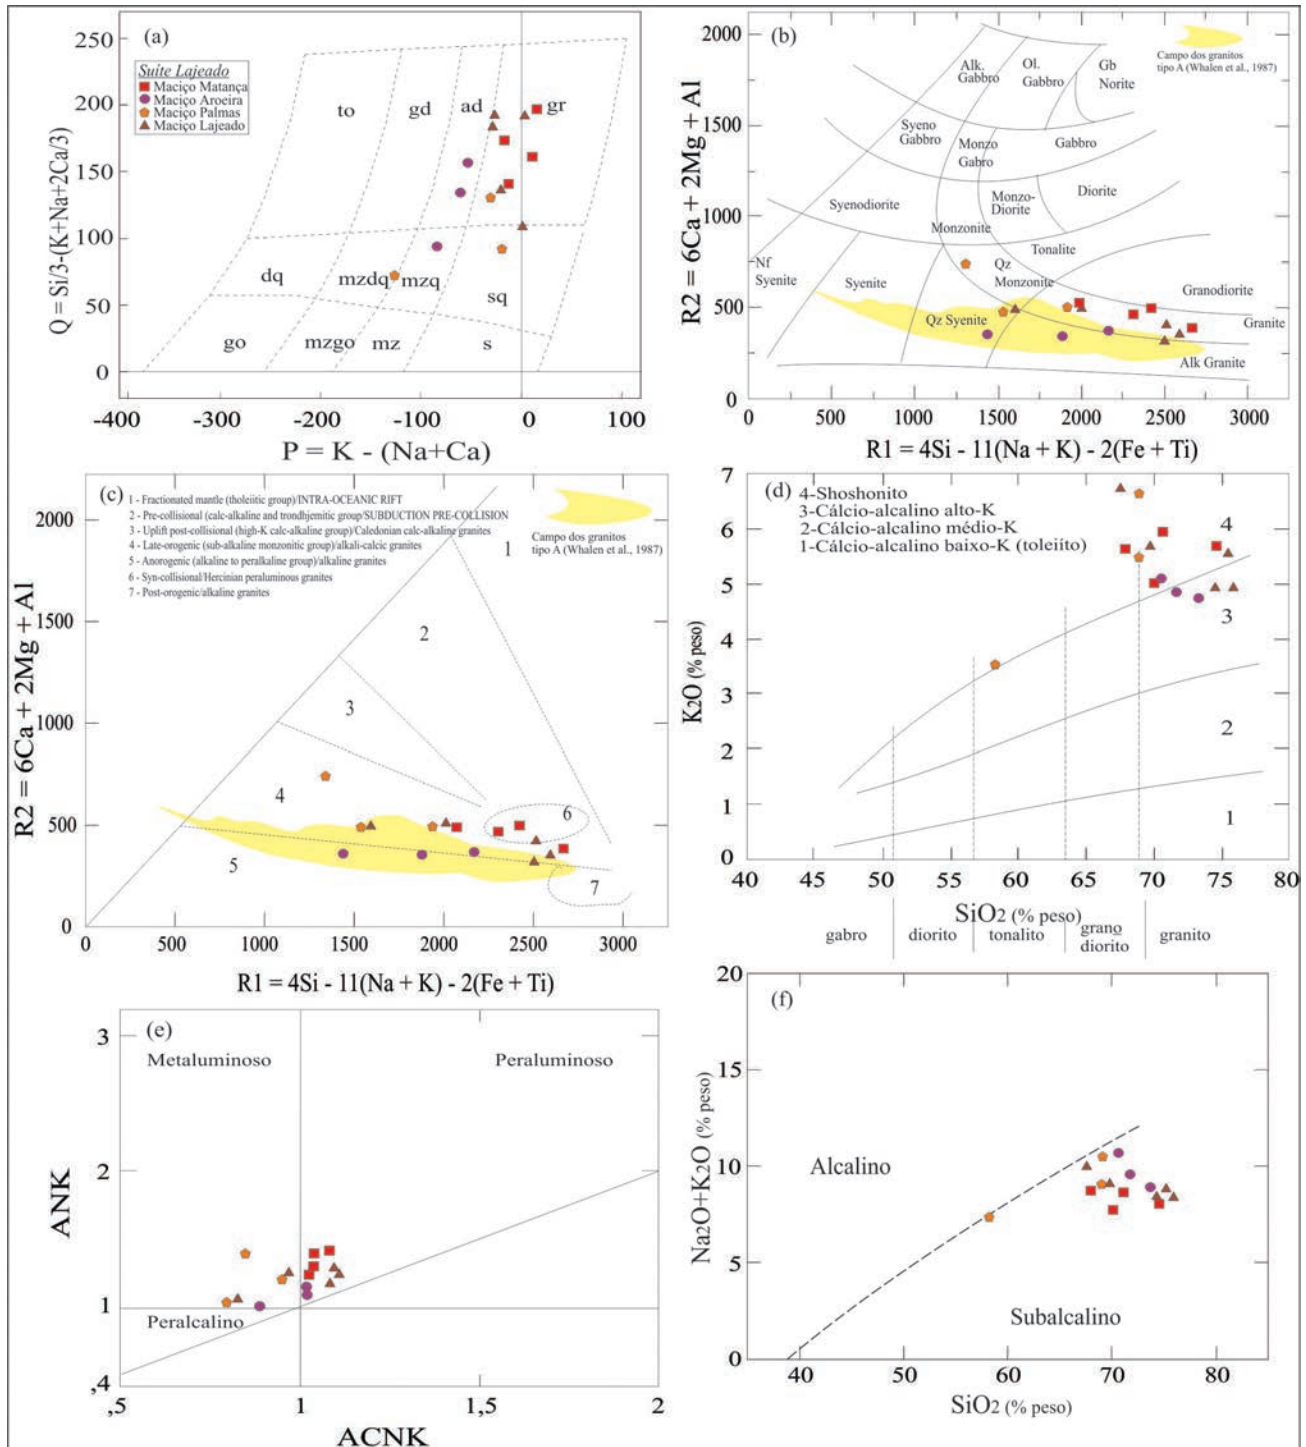 (a)
Suíte Lajeado
Maciço Matança
Maciço Aroeira
Maciço Palmas
Maciço Lajeado
250
200
150
100
50
0
Q = Si/3-(K+Na+2Ca/3)
to
gd
ad
gr
dq
mzdq
mzq
sq
go
mzgo
mz
s
-400
-300
-200
-100
0
100
P = K - (Na+Ca)
(b)
Campo dos granitos
tipo A (Whalen et al., 1987)
2000
1500
1000
500
0
R2 = 6Ca + 2Mg + Al
Alk.
Gabbro
Ol.
Gabbro
Gb
Norite
Syeno
Gabbro
Monzo
Gabro
Gabbro
Syenodiorite
Monzo-
Diorite
Diorite
Monzonite
Tonalite
Nf
Syenite
Syenite
Qz
Monzonite
Granodiorite
Qz Syenite
Granite
Alk Granite
0
500
1000
1500
2000
2500
3000
R1 = 4Si - 11(Na + K) - 2(Fe + Ti)
(c)
1 - Fractionated mantle (tholeiitic group)/INTRA-OCEANIC RIFT
2 - Pre-collisional (calc-alkaline and trondhjemitic group/SUBDUCTION PRE-COLLISION
3 - Uplift post-collisional (high-K calc-alkaline group)/Caledonian calc-alkaline granites
4 - Late-orogenic (sub-alkaline monzonitic group)/alkali-calcic granites
5 - Anorogenic (alkaline to peralkaline group)/alkaline granites
6 - Syn-collisional/Hercinian peraluminous granites
7 - Post-orogenic/alkaline granites
Campo dos granitos
tipo A (Whalen et al., 1987)
2000
1500
1000
500
0
R2 = 6Ca + 2Mg + Al
1
2
3
4
5
6
7
0
500
1000
1500
2000
2500
3000
R1 = 4Si - 11(Na + K) - 2(Fe + Ti)
(d)
4-Shoshonito
3-Cálcio-alcalino alto-K
2-Cálcio-alcalino médio-K
1-Cálcio-alcalino baixo-K (toleiíto)
7
6
5
4
3
2
1
0
K2O (% peso)
4
3
2
1
40
45
50
55
60
65
70
75
80
SiO2 (% peso)
gabro
diorito
tonalito
grano
diorito
granito
(e)
Metaluminoso
Peraluminoso
Peralcalino
3
2
1
,4
ANK
,5
1
1,5
2
ACNK
(f)
20
15
10
5
0
Na2O+K2O (% peso)
Alcalino
Subalcalino
40
50
60
70
80
SiO2 (% peso)